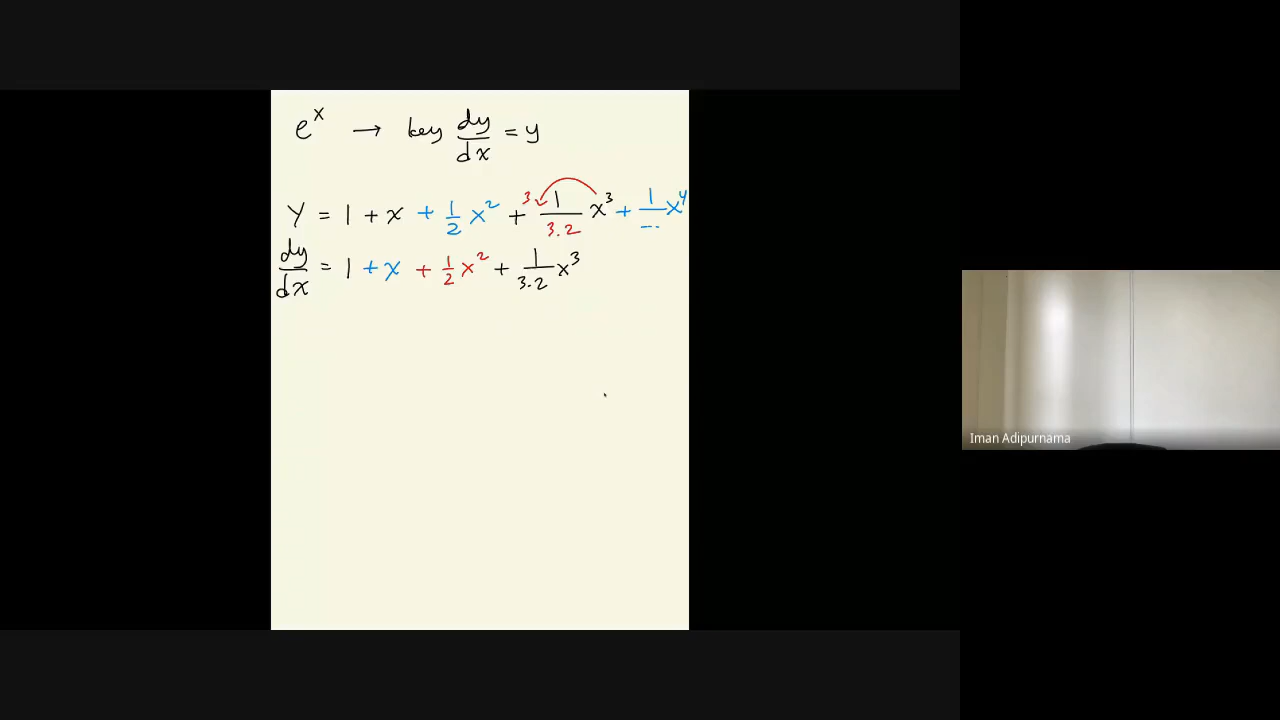 e^x → key dy/dx = y
y = 1 + x + 1/2 x^2 + 3 1/3.2 x^3 + 1/-- x^4
dy/dx = 1 + x + 1/2 x^2 + 1/3.2 x^3
Iman Adipurnama